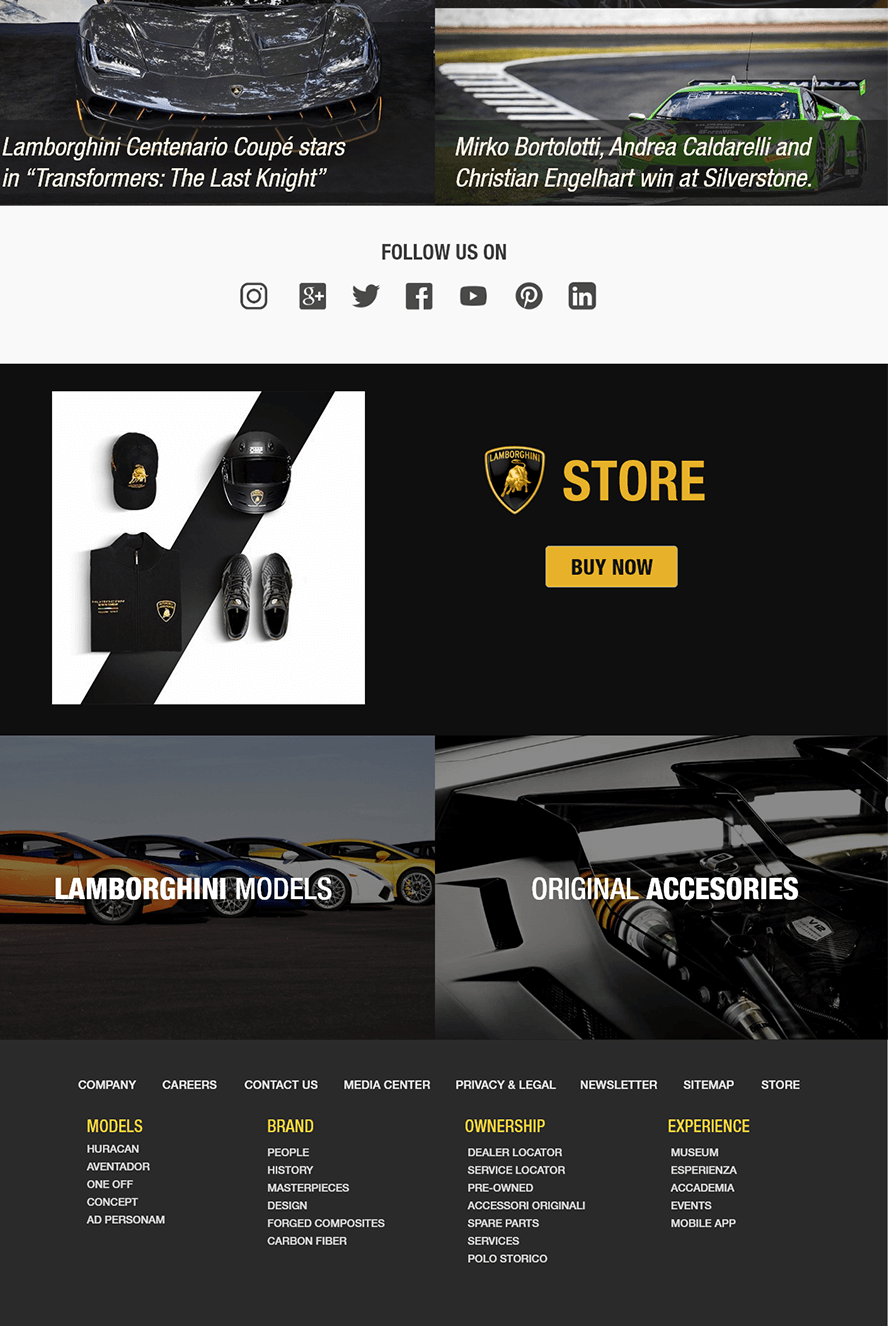 Lamborghini Centenario Coupé stars
in “Transformers: The Last Knight”
BLANCPAIN
Mirko Bortolotti, Andrea Caldarelli and
Christian Engelhart win at Silverstone.
FOLLOW US ON
LAMBORGHINI
STORE
BUY NOW
LAMBORGHINI MODELS
ORIGINAL ACCESORIES
V12
COMPANY CAREERS CONTACT US MEDIA CENTER PRIVACY & LEGAL NEWSLETTER SITEMAP STORE
MODELS
HURACAN
AVENTADOR
ONE OFF
CONCEPT
AD PERSONAM
BRAND
PEOPLE
HISTORY
MASTERPIECES
DESIGN
FORGED COMPOSITES
CARBON FIBER
OWNERSHIP
DEALER LOCATOR
SERVICE LOCATOR
PRE-OWNED
ACCESSORI ORIGINALI
SPARE PARTS
SERVICES
POLO STORICO
EXPERIENCE
MUSEUM
ESPERIENZA
ACCADEMIA
EVENTS
MOBILE APP